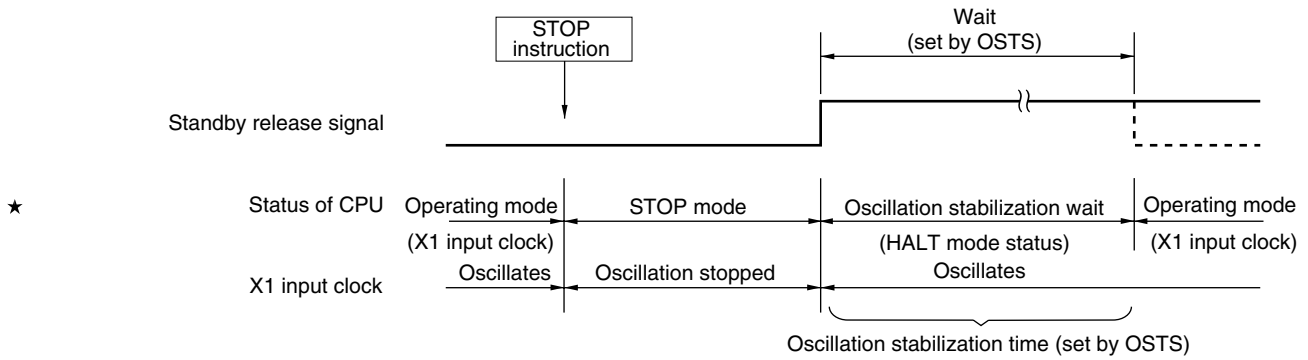 STOP
instruction
Wait
(set by OSTS)
Standby release signal
★ Status of CPU Operating mode STOP mode Oscillation stabilization wait Operating mode
(X1 input clock) (HALT mode status) (X1 input clock)
X1 input clock Oscillates Oscillation stopped Oscillates
Oscillation stabilization time (set by OSTS)